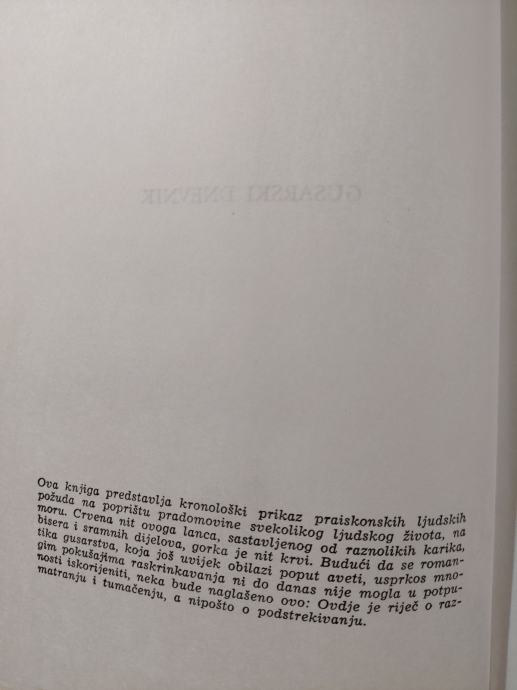 GUSARSKI DNEVNIK
Ova knjiga predstavlja kronološki prikaz praiskonskih ljudskih
požuda na poprištu pradomovine svekolikog ljudskog života, na
moru. Crvena nit ovoga lanca, sastavljenog od raznolikih karika,
bisera i sramnih dijelova, gorka je nit krvi. Budući da se roman-
tika gusarstva, koja još uvijek obilazi poput aveti, usprkos mno-
gim pokušajima raskrinkavanja ni do danas nije mogla u potpu-
nosti iskorijeniti, neka bude naglašeno ovo: Ovdje je riječ o raz-
matranju i tumačenju, a nipošto o podstrekivanju.